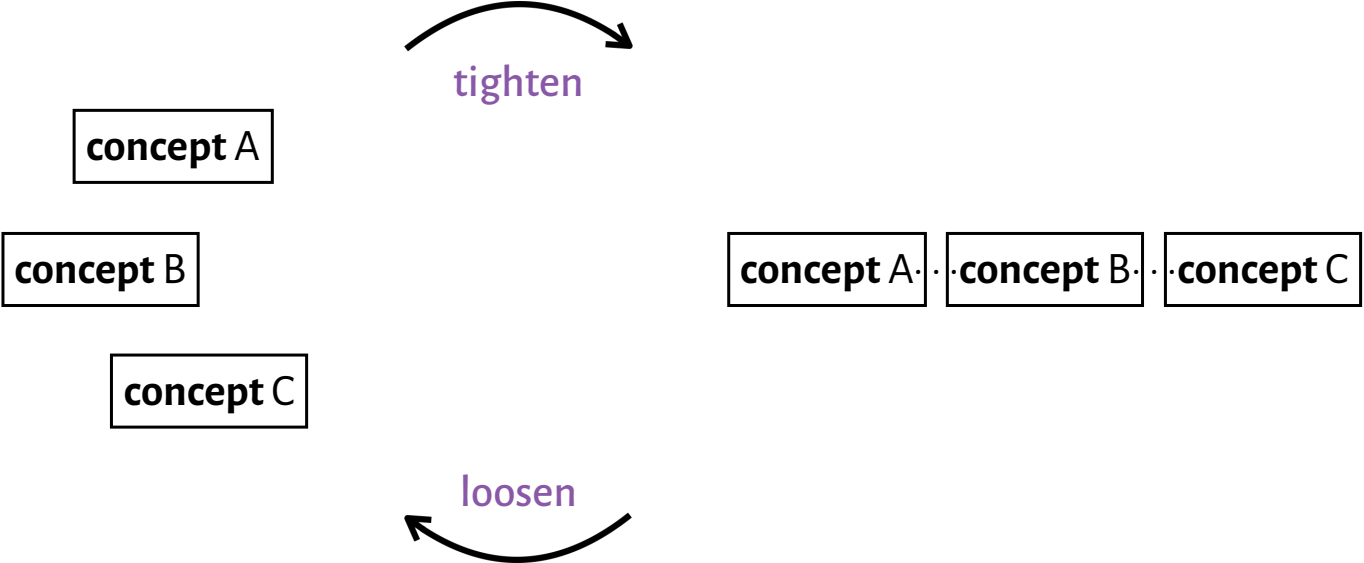 tighten
concept A
concept B
concept C
concept A· · ·concept B· · ·concept C
loosen